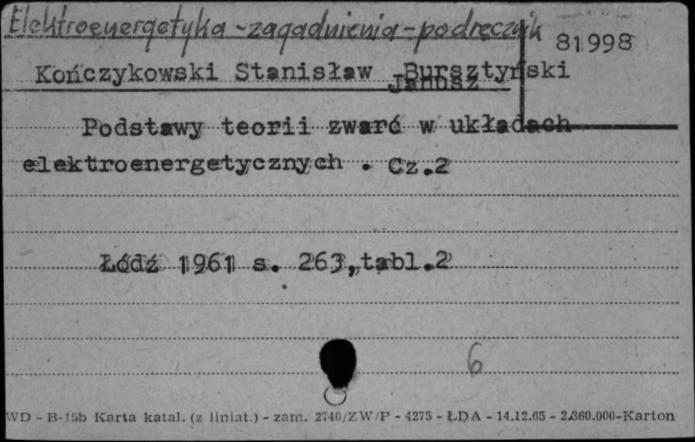 Elektroenergetyka - zagadnienia - podręcznik
81998
Kończykowski Stanisław Bursztyński
Janusz
Podstawy teorii zwarć w układach
elektroenergetycznych . Cz.2
Łódź 1961 s. 263,tabl.2
6
WD - B-15b Karta katal. (z liniat.) - zam. 2740/ZW/P - 4275 - ŁDA - 14.12.65 - 2.860.000-Karton